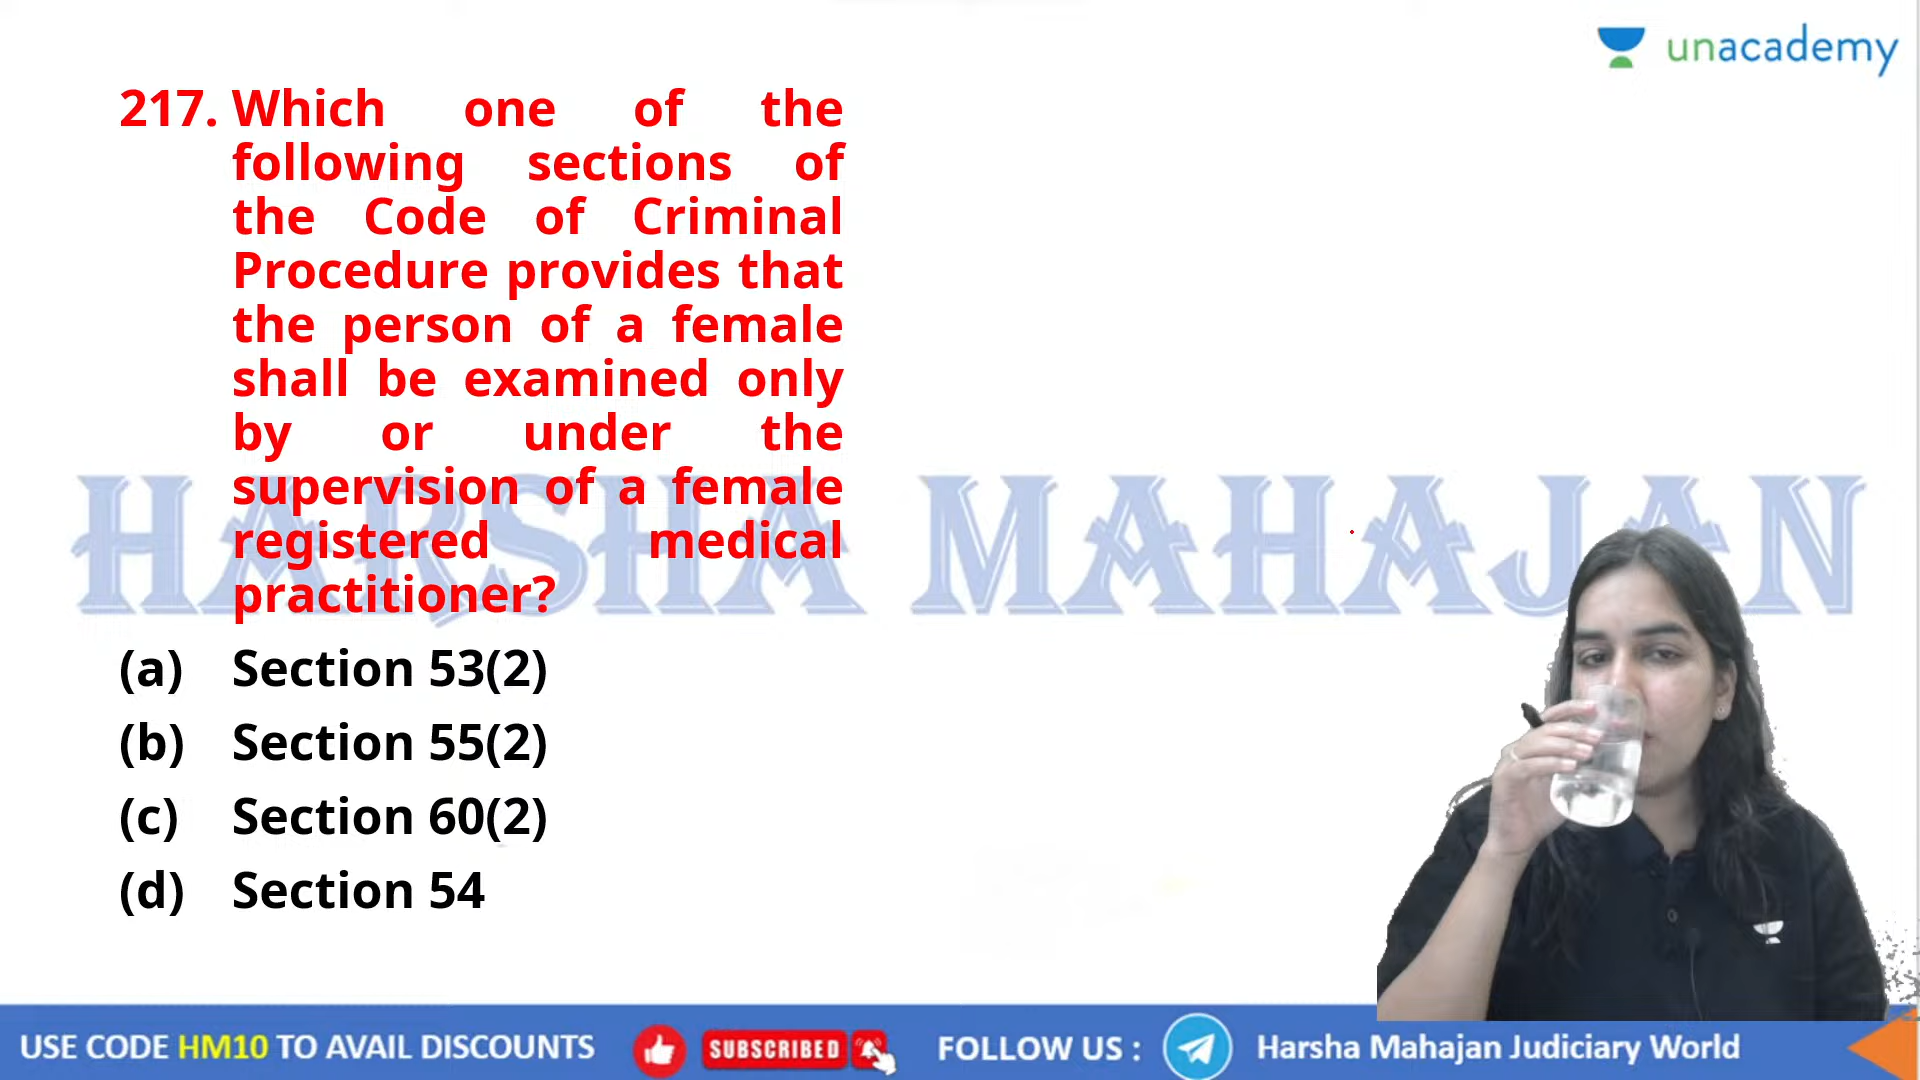 unacademy
217. Which one of the
following sections of
the Code of Criminal
Procedure provides that
the person of a female
shall be examined only
by or under the
supervision of a female
registered medical
practitioner?
HARSHA MAHAJAN
(a) Section 53(2)
(b) Section 55(2)
(c) Section 60(2)
(d) Section 54
USE CODE HM10 TO AVAIL DISCOUNTS SUBSCRIBED FOLLOW US : Harsha Mahajan Judiciary World